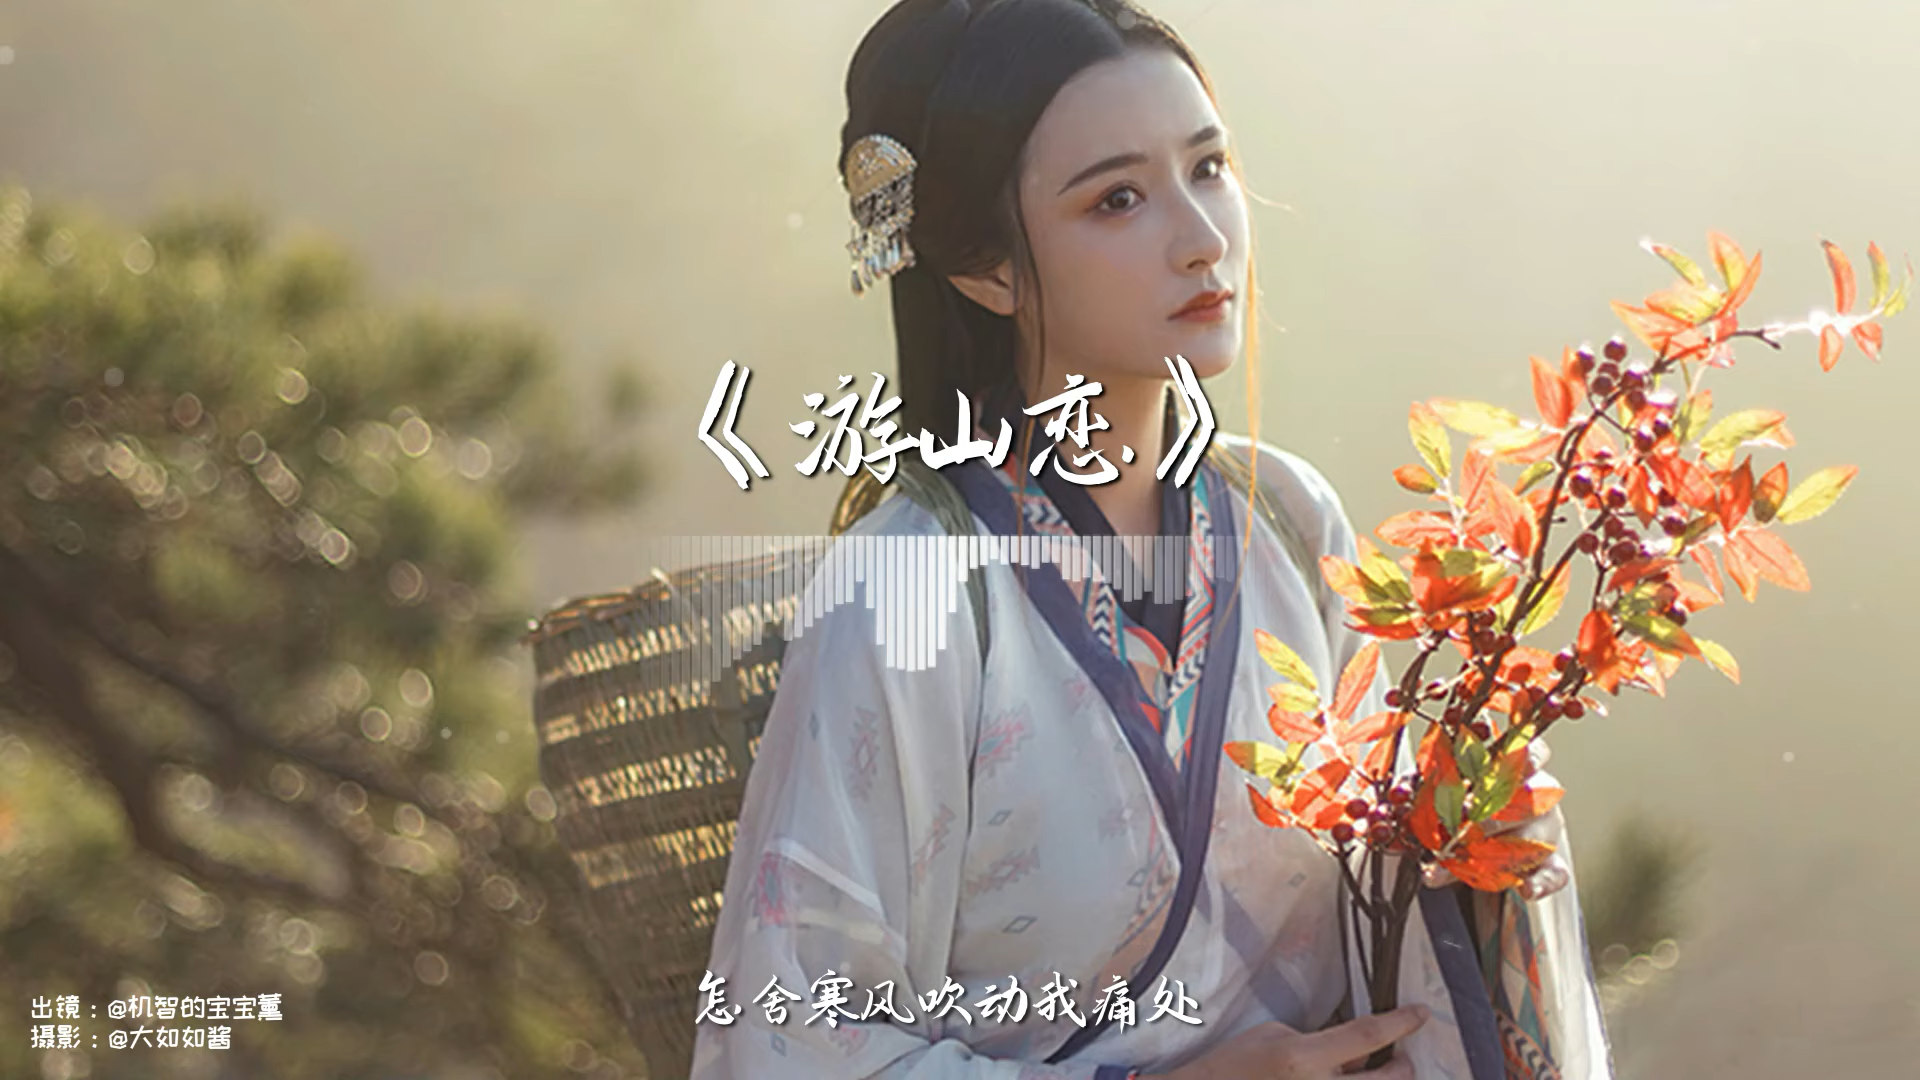 《游山恋》
怎舍寒风吹动我痛处
出镜：@机智的宝宝薰
摄影：@大如如酱